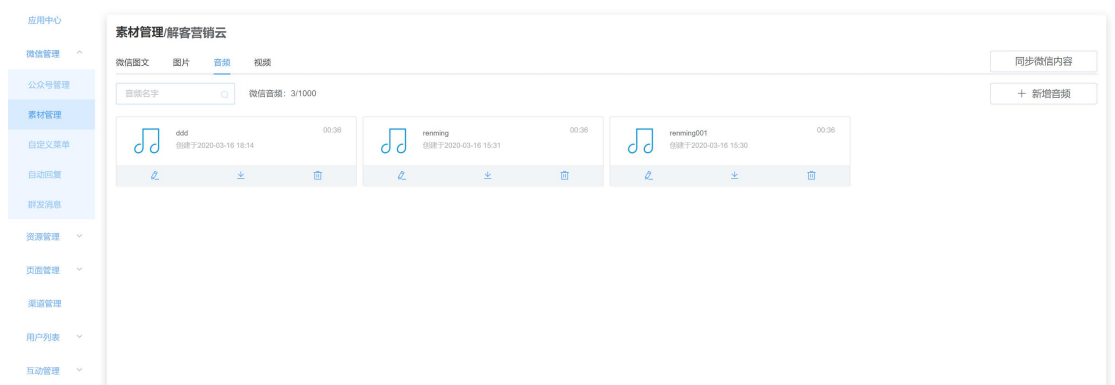 应用中心
微信管理
公众号管理
素材管理
自定义菜单
自动回复
群发消息
资源管理
页面管理
渠道管理
用户列表
互动管理
素材管理/解客营销云
微信图文 图片 音频 视频
同步微信内容
音频名字
微信音频：3/1000
+ 新增音频
ddd 00:36
创建于2020-03-16 18:14
renming 00:36
创建于2020-03-16 15:31
renming001 00:36
创建于2020-03-16 15:30